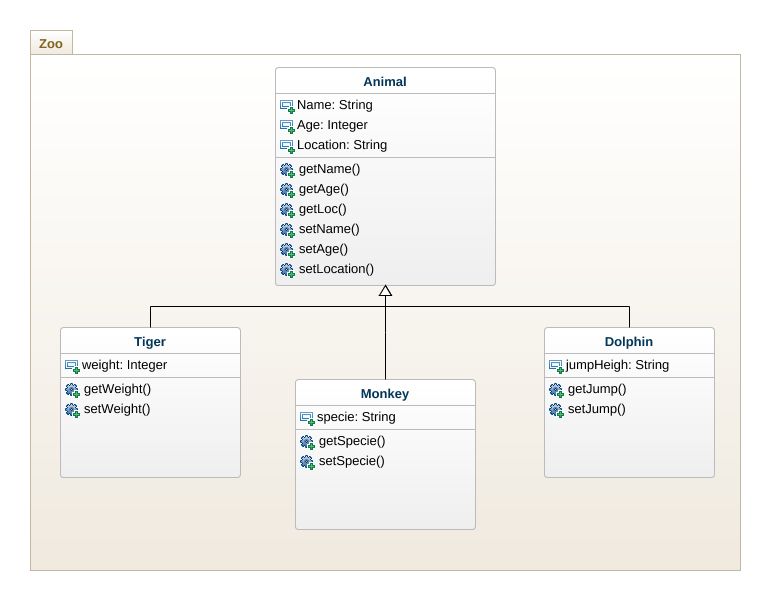 Zoo
Animal
Name: String
Age: Integer
Location: String
getName()
getAge()
getLoc()
setName()
setAge()
setLocation()
Tiger
weight: Integer
getWeight()
setWeight()
Monkey
specie: String
getSpecie()
setSpecie()
Dolphin
jumpHeigh: String
getJump()
setJump()